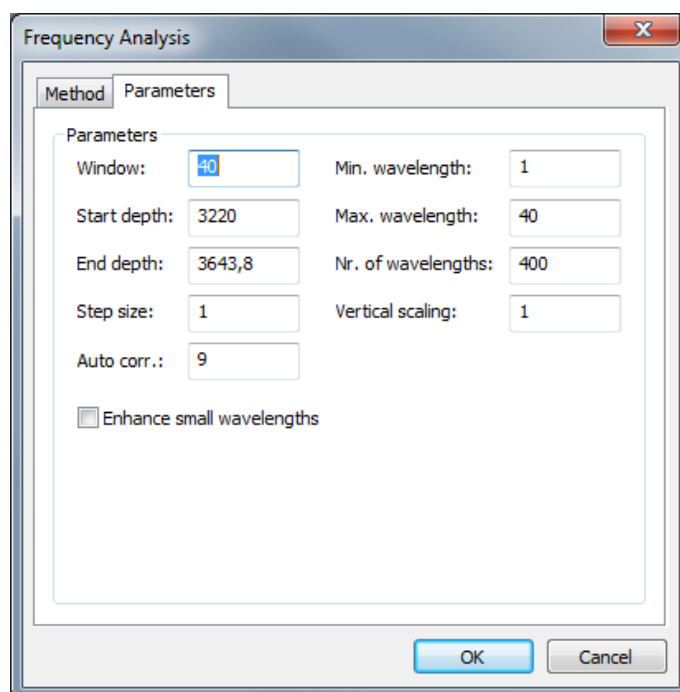 Frequency Analysis
Method Parameters
Parameters
Window: 40 Min. wavelength: 1
Start depth: 3220 Max. wavelength: 40
End depth: 3643,8 Nr. of wavelengths: 400
Step size: 1 Vertical scaling: 1
Auto corr.: 9
Enhance small wavelengths
OK Cancel